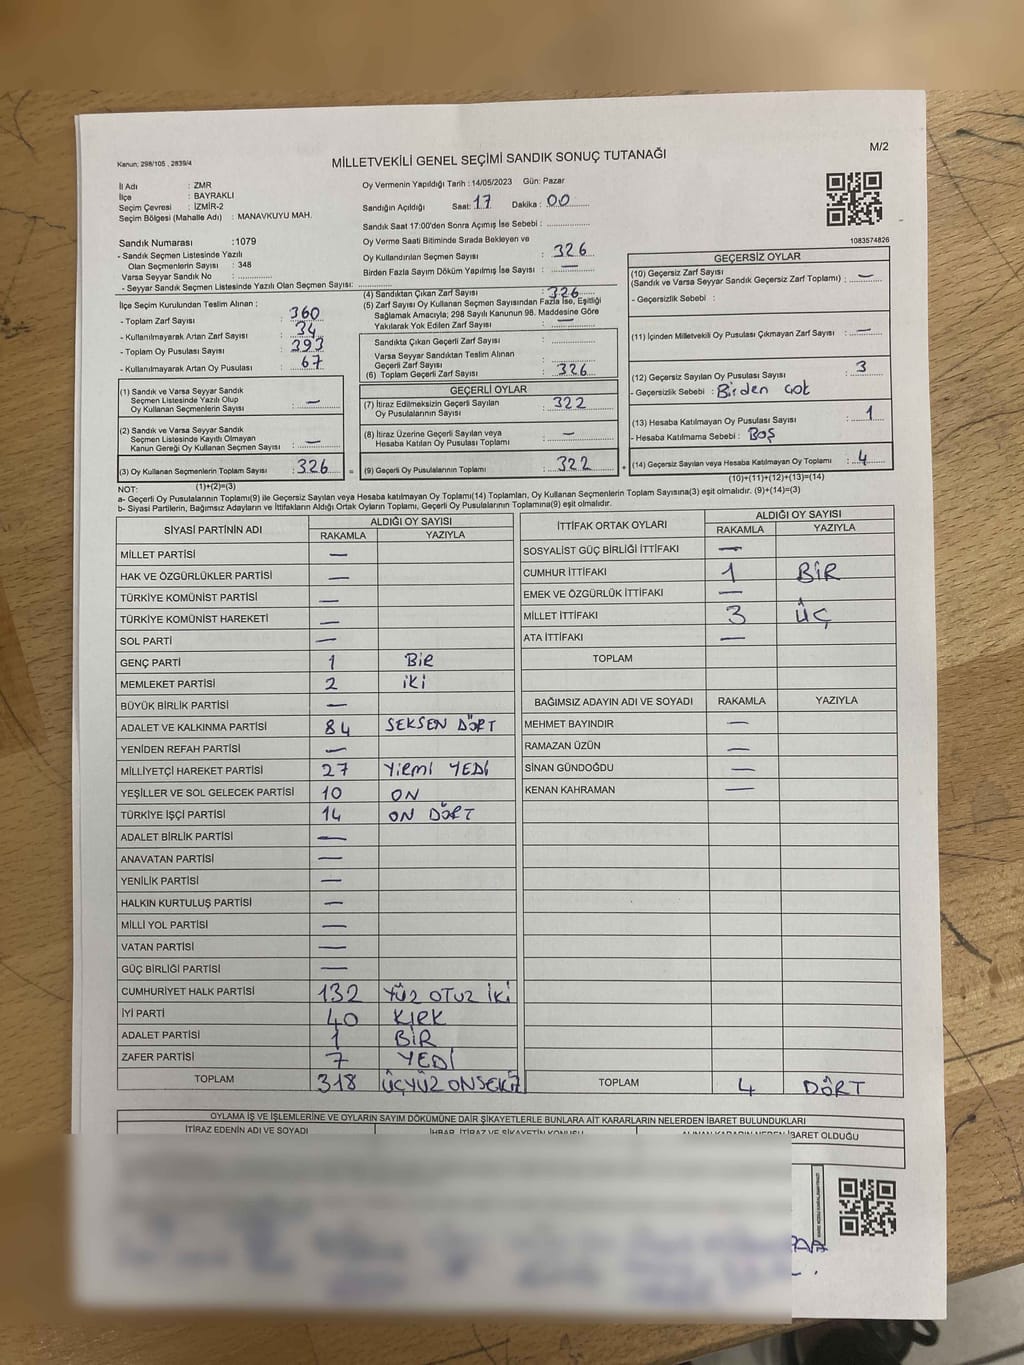 Kanun: 298/105 , 2839/4
MİLLETVEKİLİ GENEL SEÇİMİ SANDIK SONUÇ TUTANAĞI
M/2
İl Adı : ZMR
İlçe : BAYRAKLI
Seçim Çevresi : İZMİR-2
Seçim Bölgesi (Mahalle Adı) : MANAVKUYU MAH.
Oy Vermenin Yapıldığı Tarih : 14/05/2023 Gün: Pazar
Sandığın Açıldığı Saat: 17 Dakika : 00
Sandık Saat 17:00'den Sonra Açımış İse Sebebi :
Sandık Numarası : 1079
- Sandık Seçmen Listesinde Yazılı
Olan Seçmenlerin Sayısı : 348
Varsa Seyyar Sandık No :
- Seyyar Sandık Seçmen Listesinde Yazılı Olan Seçmen Sayısı:
Oy Verme Saati Bitiminde Sırada Bekleyen ve
Oy Kullandırılan Seçmen Sayısı : 326
Birden Fazla Sayım Döküm Yapılmış İse Sayısı : —
1083574826
İlçe Seçim Kurulundan Teslim Alınan :
- Toplam Zarf Sayısı : 360
- Kullanılmayarak Artan Zarf Sayısı : 34
- Toplam Oy Pusulası Sayısı : 393
- Kullanılmayarak Artan Oy Pusulası : 67
(4) Sandıktan Çıkan Zarf Sayısı : 326
(5) Zarf Sayısı Oy Kullanan Seçmen Sayısından Fazla İse, Eşitliği
Sağlamak Amacıyla; 298 Sayılı Kanunun 98. Maddesine Göre
Yakılarak Yok Edilen Zarf Sayısı : —
Sandıkta Çıkan Geçerli Zarf Sayısı :
Varsa Seyyar Sandıktan Teslim Alınan
Geçerli Zarf Sayısı :
(6) Toplam Geçerli Zarf Sayısı : 326
GEÇERSİZ OYLAR
(10) Geçersiz Zarf Sayısı
(Sandık ve Varsa Seyyar Sandık Geçersiz Zarf Toplamı) : —
- Geçersizlik Sebebi :
(11) İçinden Milletvekili Oy Pusulası Çıkmayan Zarf Sayısı : —
(12) Geçersiz Sayılan Oy Pusulası Sayısı : 3
- Geçersizlik Sebebi : Birden çok
(13) Hesaba Katılmayan Oy Pusulası Sayısı : 1
- Hesaba Katılmama Sebebi : BOŞ
(14) Geçersiz Sayılan veya Hesaba Katılmayan Oy Toplamı : 4
(10)+(11)+(12)+(13)=(14)
(1) Sandık ve Varsa Seyyar Sandık
Seçmen Listesinde Yazılı Olup
Oy Kullanan Seçmenlerin Sayısı : —
(2) Sandık ve Varsa Seyyar Sandık
Seçmen Listesinde Kayıtlı Olmayan
Kanun Gereği Oy Kullanan Seçmen Sayısı : —
(3) Oy Kullanan Seçmenlerin Toplam Sayısı : 326 =
(1)+(2)=(3)
GEÇERLİ OYLAR
(7) İtiraz Edilmeksizin Geçerli Sayılan
Oy Pusulalarının Sayısı : 322
(8) İtiraz Üzerine Geçerli Sayılan veya
Hesaba Katılan Oy Pusulası Toplamı : —
(9) Geçerli Oy Pusulalarının Toplamı : 322 +
NOT:
a- Geçerli Oy Pusulalarının Toplamı(9) ile Geçersiz Sayılan veya Hesaba katılmayan Oy Toplamı(14) Toplamları, Oy Kullanan Seçmenlerin Toplam Sayısına(3) eşit olmalıdır. (9)+(14)=(3)
b- Siyasi Partilerin, Bağımsız Adayların ve İttifakların Aldığı Ortak Oyların Toplamı, Geçerli Oy Pusulalarının Toplamına(9) eşit olmalıdır.
SİYASİ PARTİNİN ADI ALDIĞI OY SAYISI
RAKAMLA YAZIYLA
MİLLET PARTİSİ —
HAK VE ÖZGÜRLÜKLER PARTİSİ —
TÜRKİYE KOMÜNİST PARTİSİ —
TÜRKİYE KOMÜNİST HAREKETİ —
SOL PARTİ —
GENÇ PARTİ 1 BİR
MEMLEKET PARTİSİ 2 İKİ
BÜYÜK BİRLİK PARTİSİ —
ADALET VE KALKINMA PARTİSİ 84 SEKSEN DÖRT
YENİDEN REFAH PARTİSİ —
MİLLİYETÇİ HAREKET PARTİSİ 27 YİRMİ YEDİ
YEŞİLLER VE SOL GELECEK PARTİSİ 10 ON
TÜRKİYE İŞÇİ PARTİSİ 14 ON DÖRT
ADALET BİRLİK PARTİSİ —
ANAVATAN PARTİSİ —
YENİLİK PARTİSİ —
HALKIN KURTULUŞ PARTİSİ —
MİLLİ YOL PARTİSİ —
VATAN PARTİSİ —
GÜÇ BİRLİĞİ PARTİSİ —
CUMHURİYET HALK PARTİSİ 132 YÜZ OTUZ İKİ
İYİ PARTİ 40 KIRK
ADALET PARTİSİ 1 BİR
ZAFER PARTİSİ 7 YEDİ
TOPLAM 318 ÜÇYÜZ ONSEKİZ
İTTİFAK ORTAK OYLARI ALDIĞI OY SAYISI
RAKAMLA YAZIYLA
SOSYALİST GÜÇ BİRLİĞİ İTTİFAKI —
CUMHUR İTTİFAKI 1 BİR
EMEK VE ÖZGÜRLÜK İTTİFAKI —
MİLLET İTTİFAKI 3 ÜÇ
ATA İTTİFAKI —
TOPLAM
BAĞIMSIZ ADAYIN ADI VE SOYADI RAKAMLA YAZIYLA
MEHMET BAYINDIR —
RAMAZAN ÜZÜN —
SİNAN GÜNDOĞDU —
KENAN KAHRAMAN —
TOPLAM 4 DÖRT
OYLAMA İŞ VE İŞLEMLERİNE VE OYLARIN SAYIM DÖKÜMÜNE DAİR ŞİKAYETLERLE BUNLARA AİT KARARLARIN NELERDEN İBARET BULUNDUKLARI
İTİRAZ EDENİN ADI VE SOYADI İHBAR, İTİRAZ VE ŞİKAYETİN KONUSU İBARET OLDUĞU